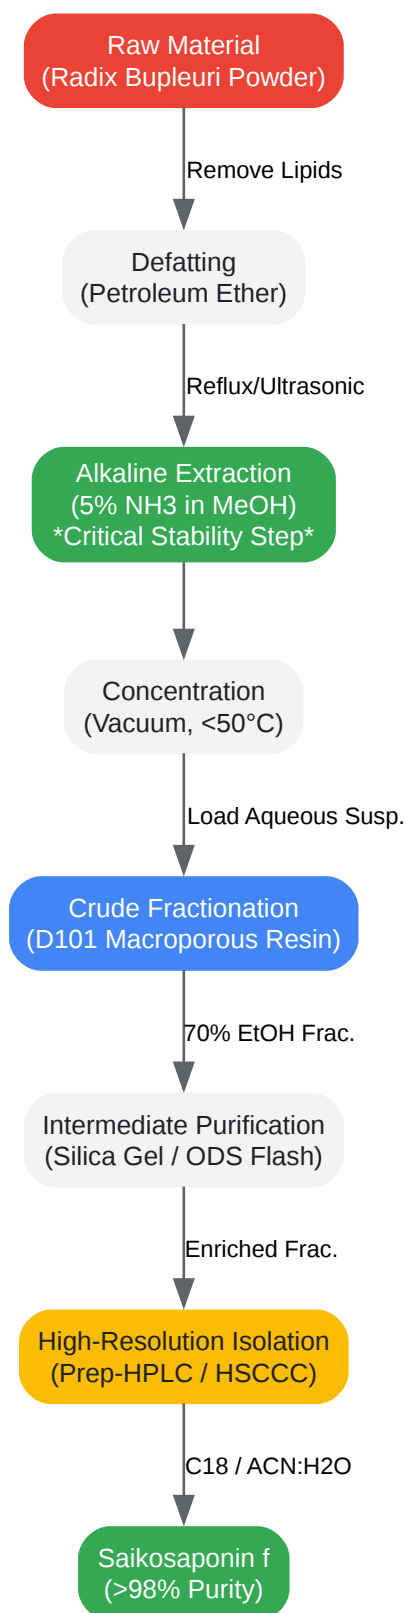 Raw Material
(Radix Bupleuri Powder)
Remove Lipids
Defatting
(Petroleum Ether)
Reflux/Ultrasonic
Alkaline Extraction
(5% NH3 in MeOH)
*Critical Stability Step*
Concentration
(Vacuum, <50°C)
Load Aqueous Susp.
Crude Fractionation
(D101 Macroporous Resin)
70% EtOH Frac.
Intermediate Purification
(Silica Gel / ODS Flash)
Enriched Frac.
High-Resolution Isolation
(Prep-HPLC / HSCCC)
C18 / ACN:H2O
Saikosaponin f
(>98% Purity)